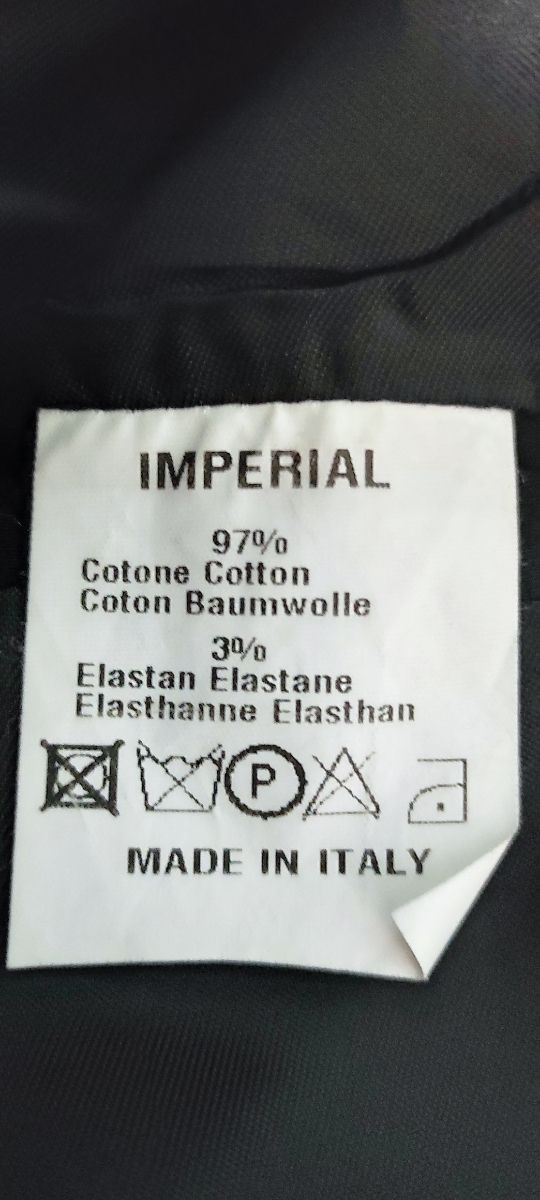 IMPERIAL
97%
Cotone Cotton
Coton Baumwolle
3%
Elastan Elastane
Elasthanne Elasthan
P
MADE IN ITALY